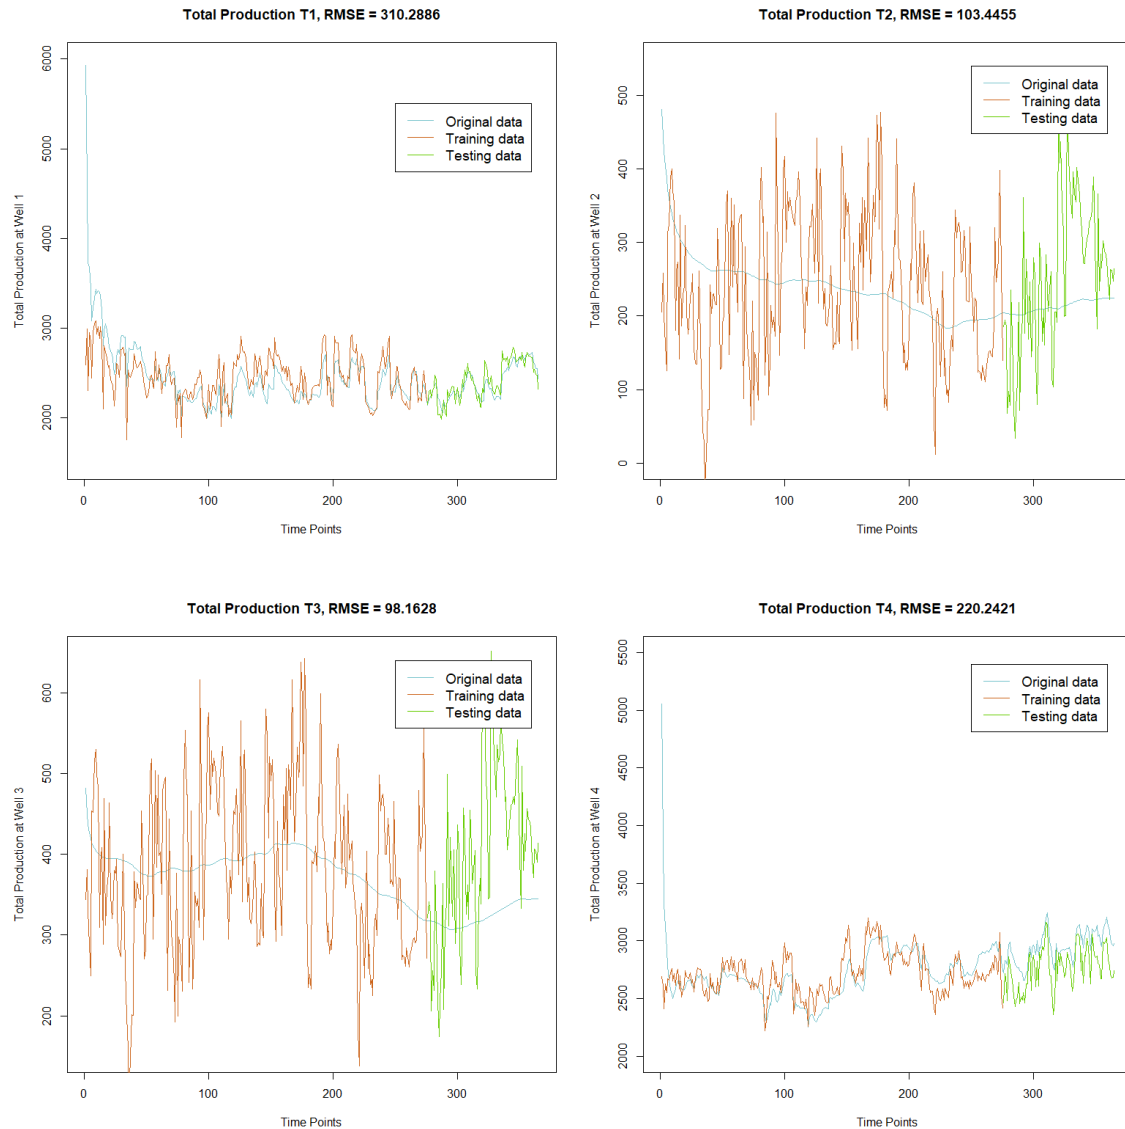 Total Production T1, RMSE = 310.2886
Total Production at Well 1
6000
5000
4000
3000
2000
Original data
Training data
Testing data
0 100 200 300
Time Points
Total Production T2, RMSE = 103.4455
Total Production at Well 2
500
400
300
200
100
0
Original data
Training data
Testing data
0 100 200 300
Time Points
Total Production T3, RMSE = 98.1628
Total Production at Well 3
600
500
400
300
200
Original data
Training data
Testing data
0 100 200 300
Time Points
Total Production T4, RMSE = 220.2421
Total Production at Well 4
5500
5000
4500
4000
3500
3000
2500
2000
Original data
Training data
Testing data
0 100 200 300
Time Points